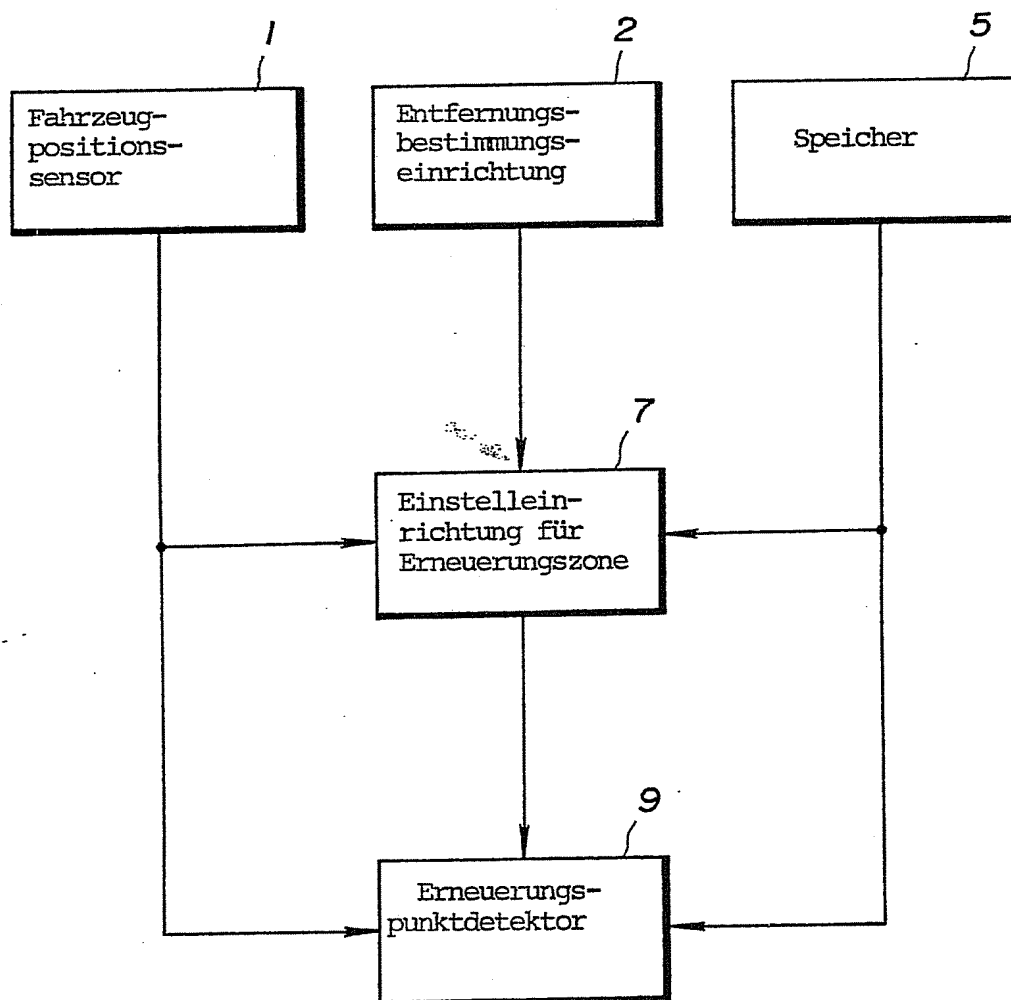 1
Fahrzeug-
positions-
sensor
2
Entfernungs-
bestimmungs-
einrichtung
5
Speicher
7
Einstellein-
richtung für
Erneuerungszone
9
Erneuerungs-
punktdetektor